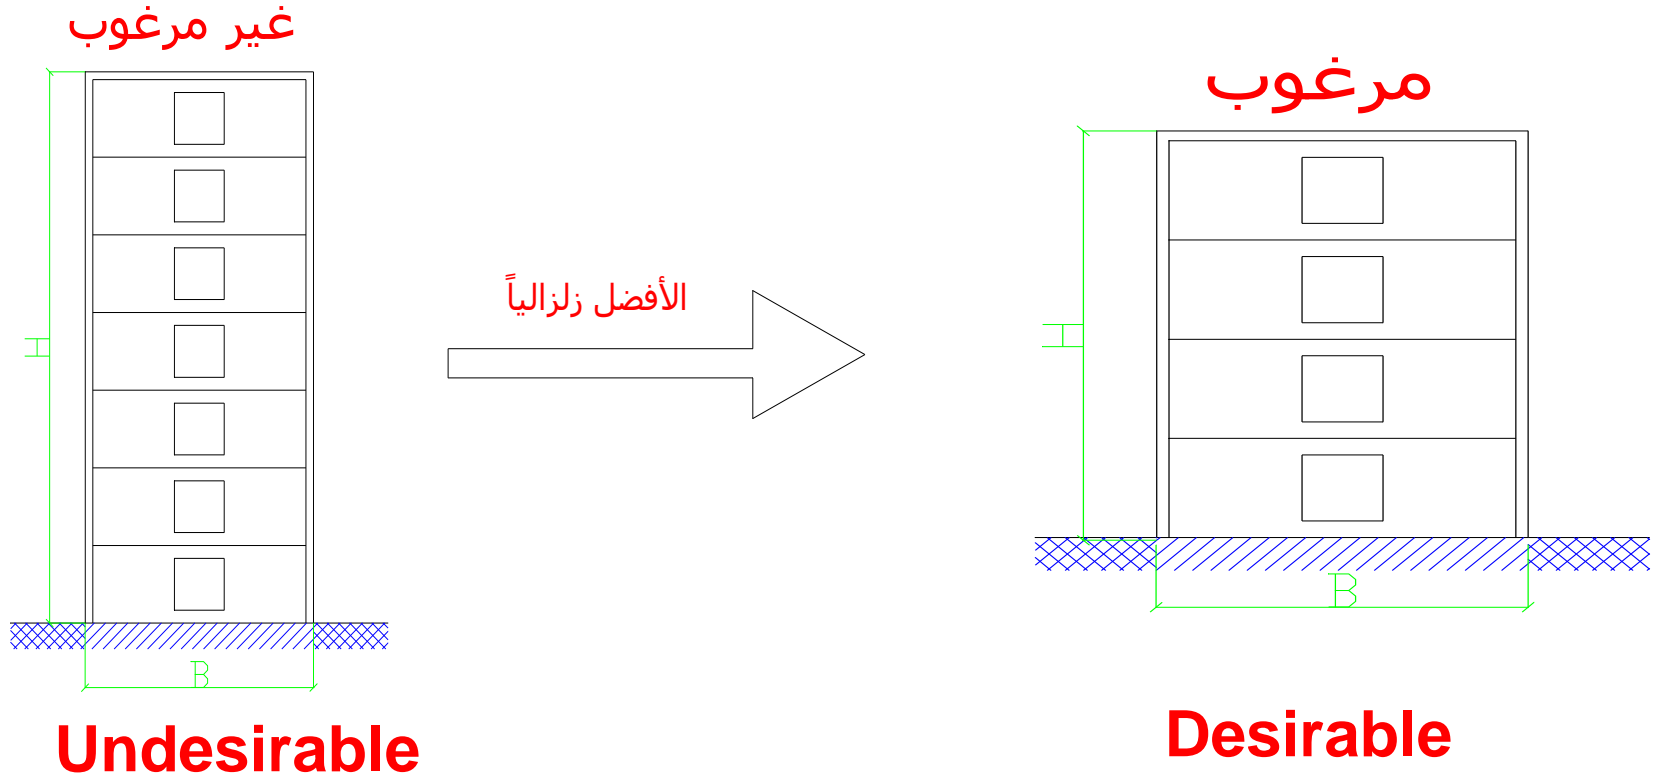 غير مرغوب
مرغوب
الأفضل زلزالياً
H
H
B
B
Undesirable
Desirable